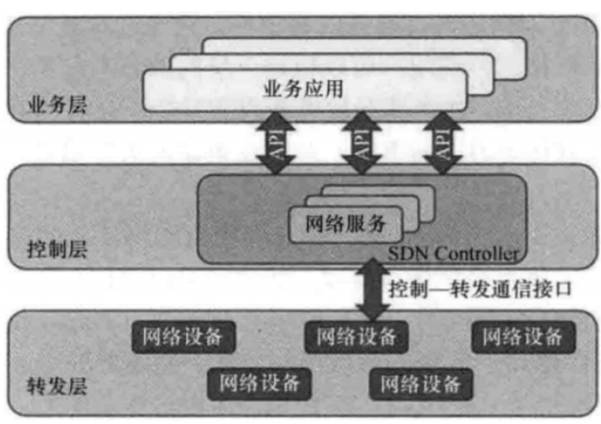 业务应用
业务层
API API API
网络服务
控制层
SDN Controller
控制—转发通信接口
网络设备 网络设备 网络设备
转发层
网络设备 网络设备